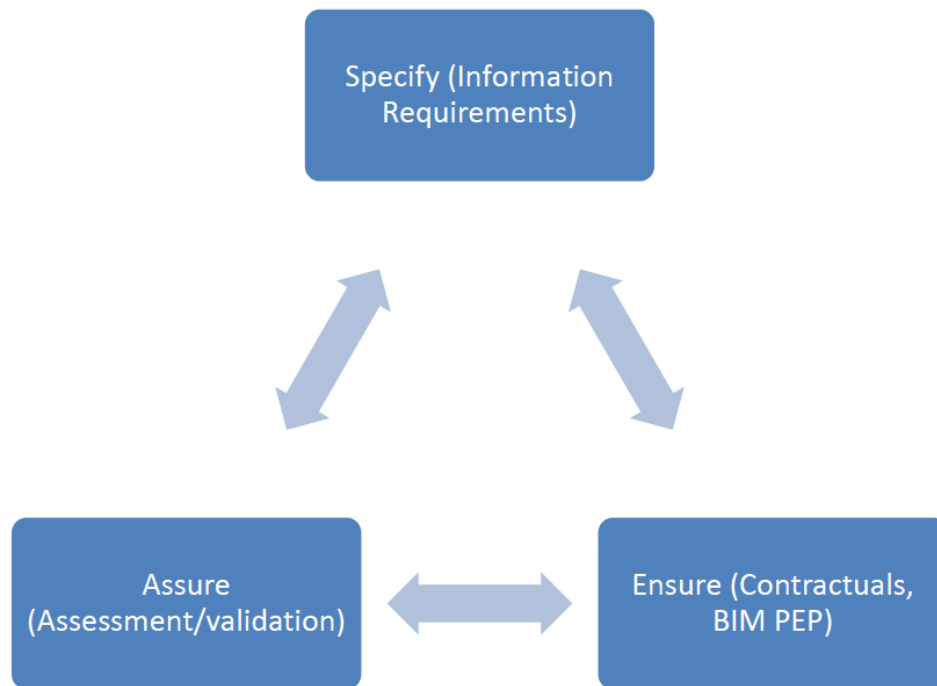 Specify (Information
Requirements)
Assure
(Assessment/validation)
Ensure (Contractuals,
BIM PEP)